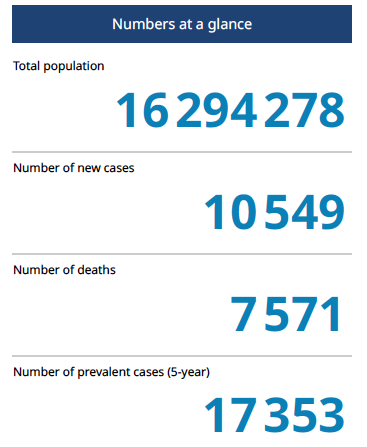 Numbers at a glance
Total population
16 294 278
Number of new cases
10 549
Number of deaths
7 571
Number of prevalent cases (5-year)
17 353